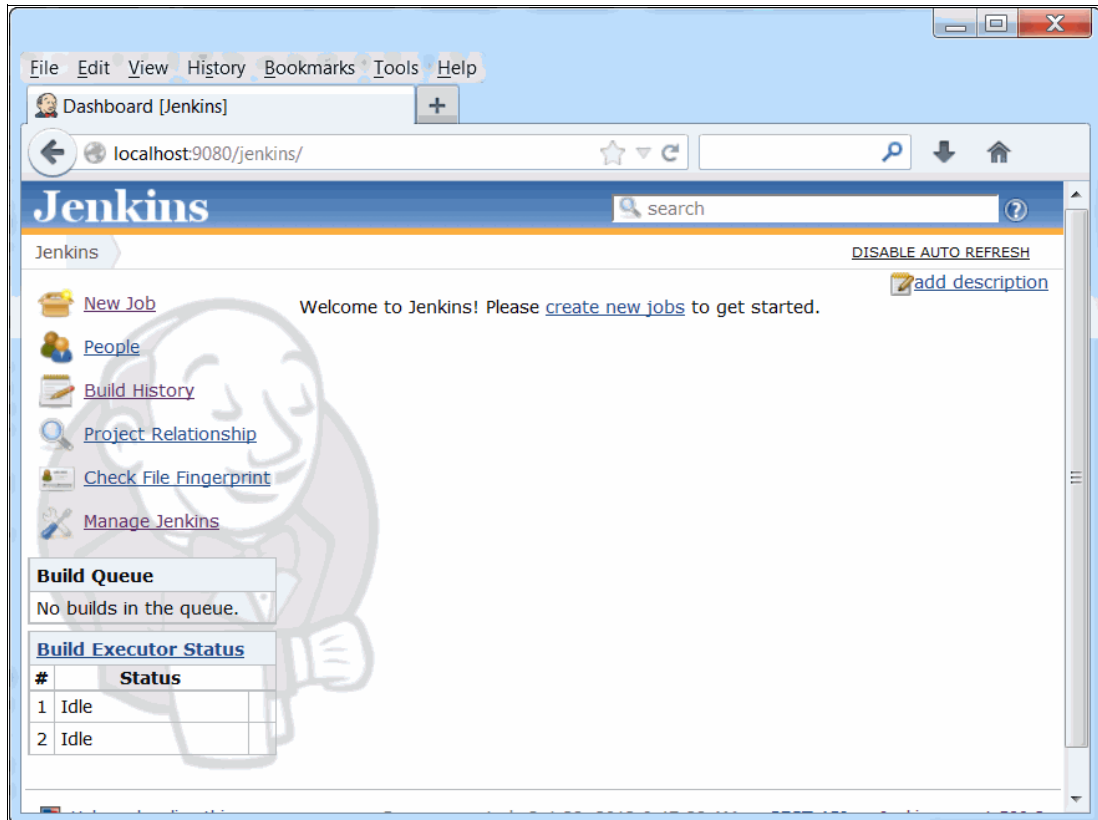 File Edit View History Bookmarks Tools Help
Dashboard [Jenkins]
localhost:9080/jenkins/
Jenkins
search
Jenkins
DISABLE AUTO REFRESH
add description
New Job
Welcome to Jenkins! Please create new jobs to get started.
People
Build History
Project Relationship
Check File Fingerprint
Manage Jenkins
Build Queue
No builds in the queue.
Build Executor Status
# Status
1 Idle
2 Idle